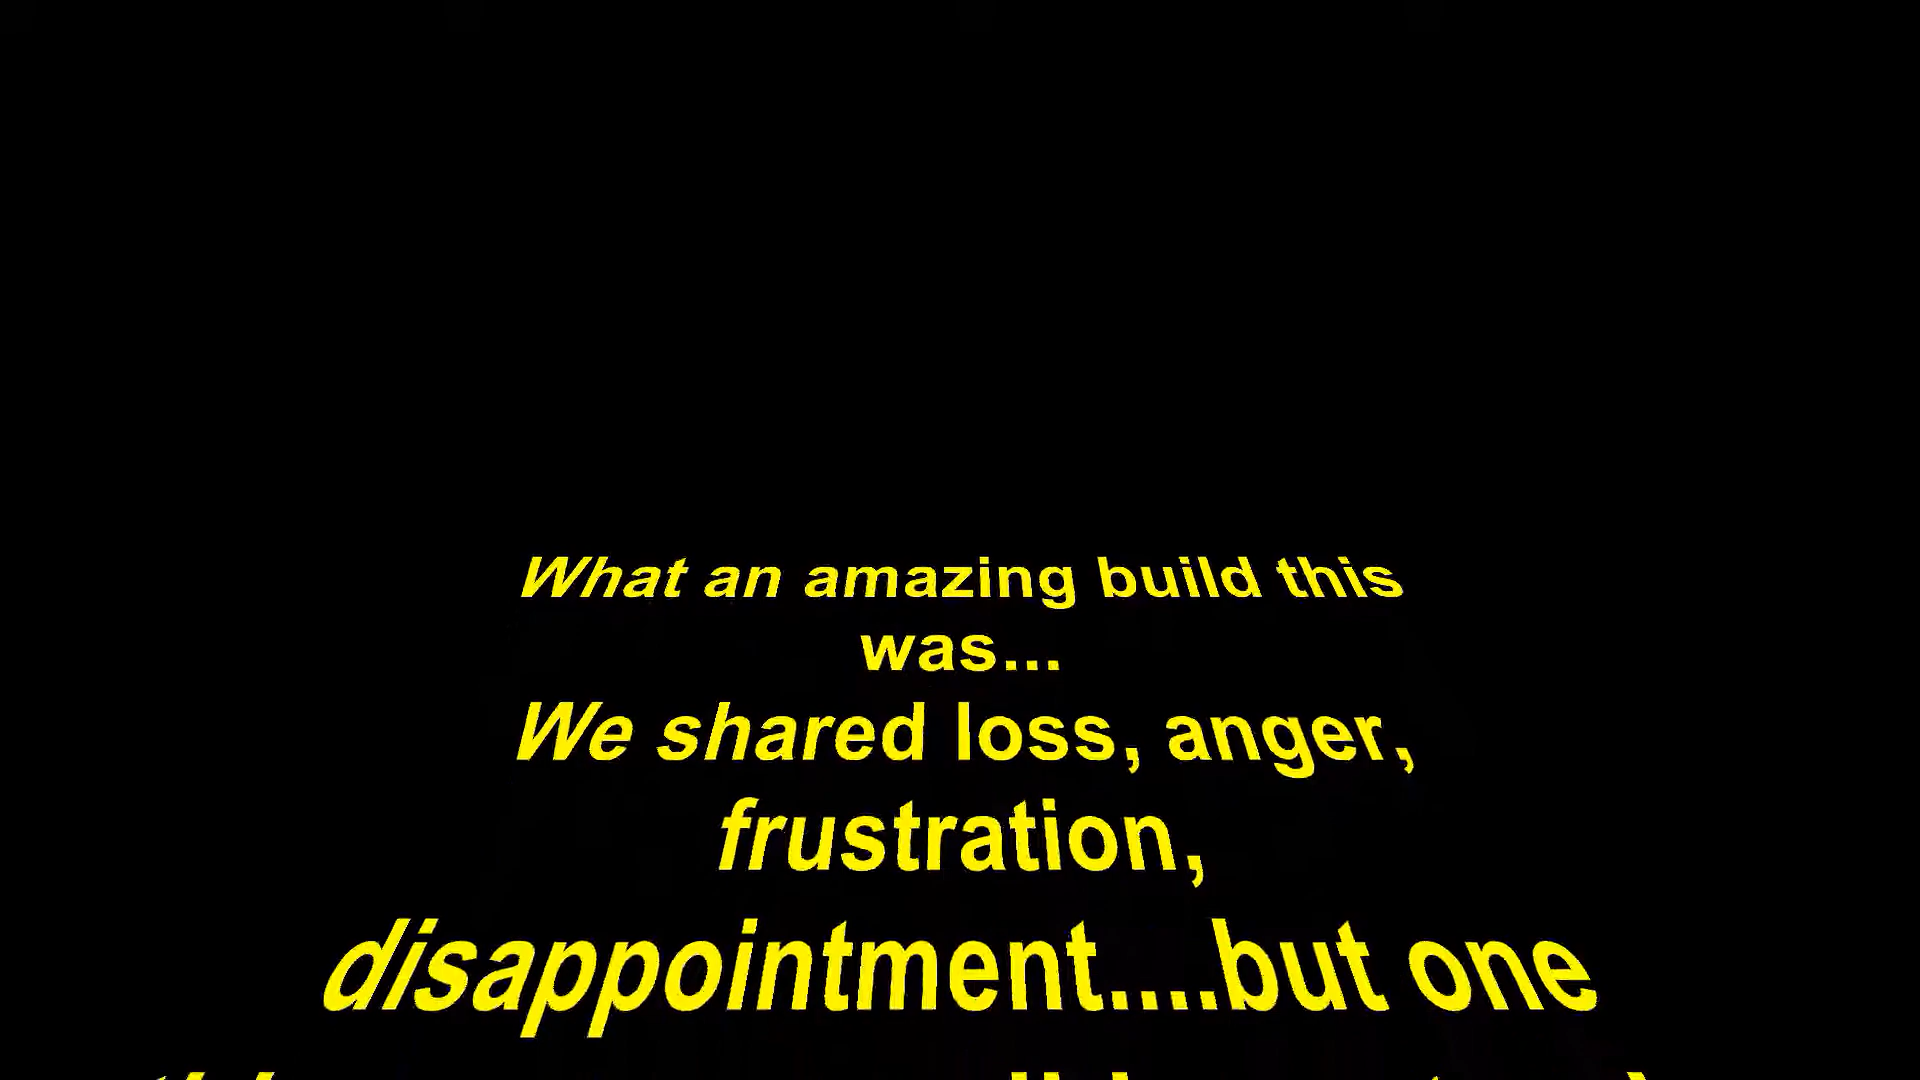 What an amazing build this
was...
We shared loss, anger,
frustration,
disappointment....but one